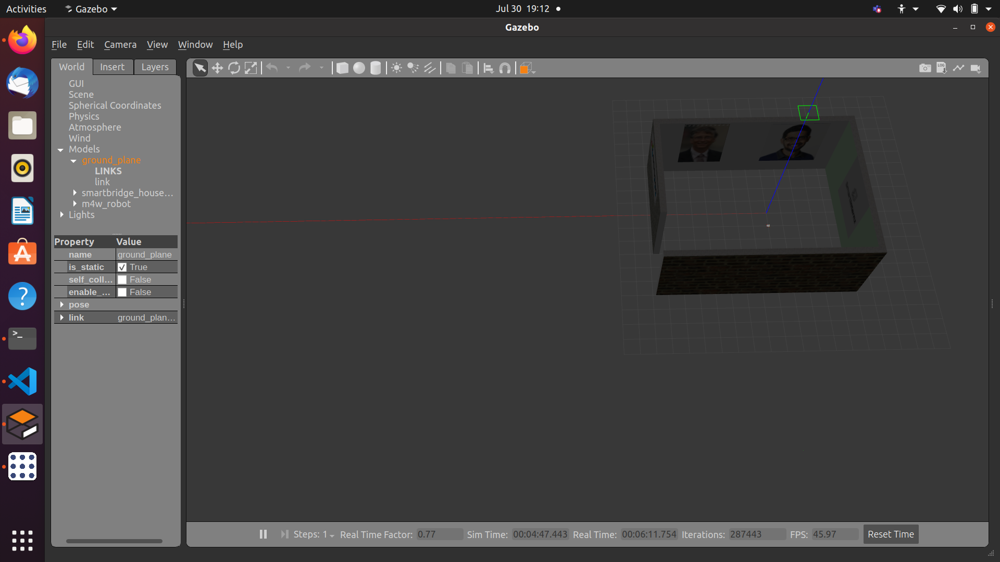 Activities
Gazebo
Jul 30 19:12
Gazebo
File Edit Camera View Window Help
World Insert Layers
GUI
Scene
Spherical Coordinates
Physics
Atmosphere
Wind
Models
ground_plane
LINKS
link
smartbridge_house...
m4w_robot
Lights
Property Value
name ground_plane
is_static True
self_coll... False
enable_... False
pose
link ground_plan...
LOG
Steps: 1 Real Time Factor: 0.77 Sim Time: 00:04:47.443 Real Time: 00:06:11.754 Iterations: 287443 FPS: 45.97 Reset Time